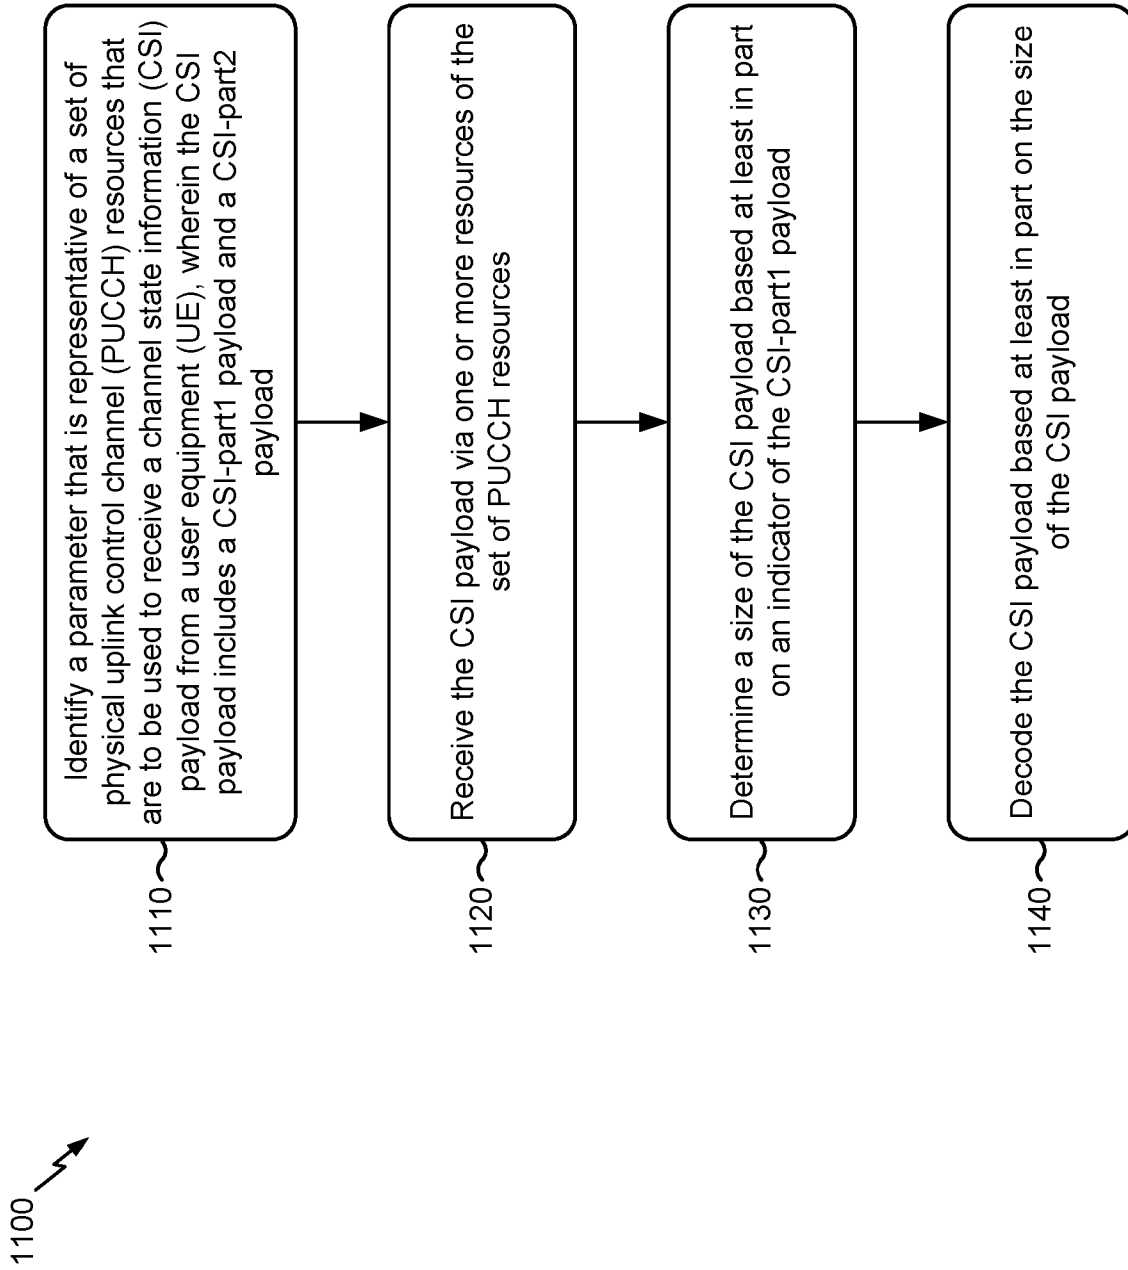 1100
1110
Identify a parameter that is representative of a set of
physical uplink control channel (PUCCH) resources that
are to be used to receive a channel state information (CSI)
payload from a user equipment (UE), wherein the CSI
payload includes a CSI-part1 payload and a CSI-part2
payload
1120
Receive the CSI payload via one or more resources of the
set of PUCCH resources
1130
Determine a size of the CSI payload based at least in part
on an indicator of the CSI-part1 payload
1140
Decode the CSI payload based at least in part on the size
of the CSI payload